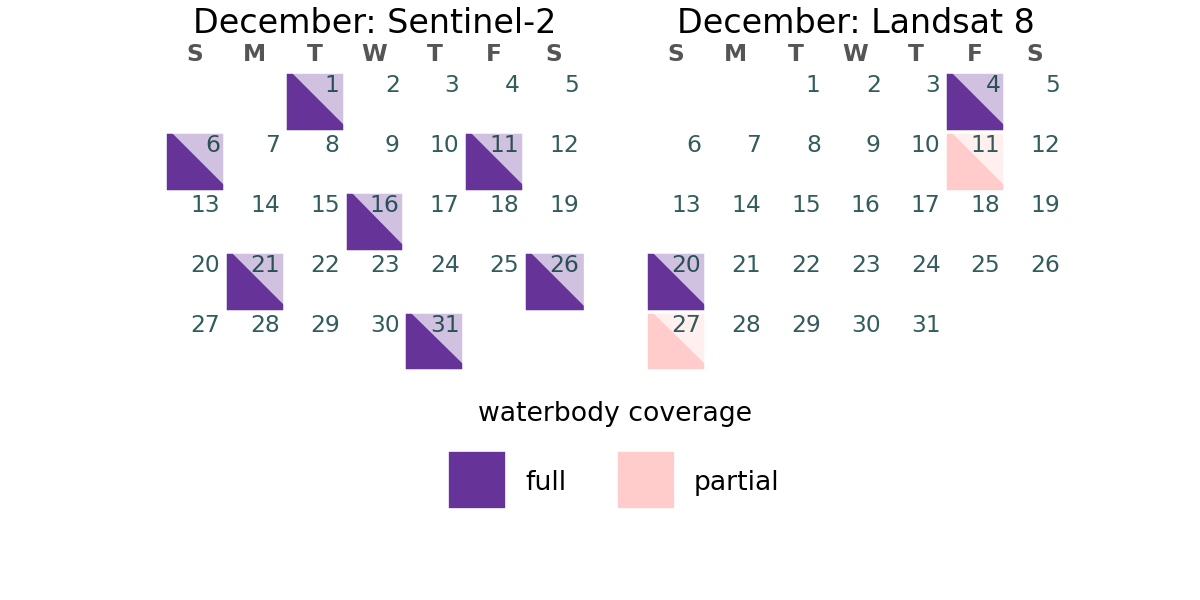 December: Sentinel-2
S M T W T F S
1 2 3 4 5
6 7 8 9 10 11 12
13 14 15 16 17 18 19
20 21 22 23 24 25 26
27 28 29 30 31
December: Landsat 8
S M T W T F S
1 2 3 4 5
6 7 8 9 10 11 12
13 14 15 16 17 18 19
20 21 22 23 24 25 26
27 28 29 30 31
waterbody coverage
full
partial